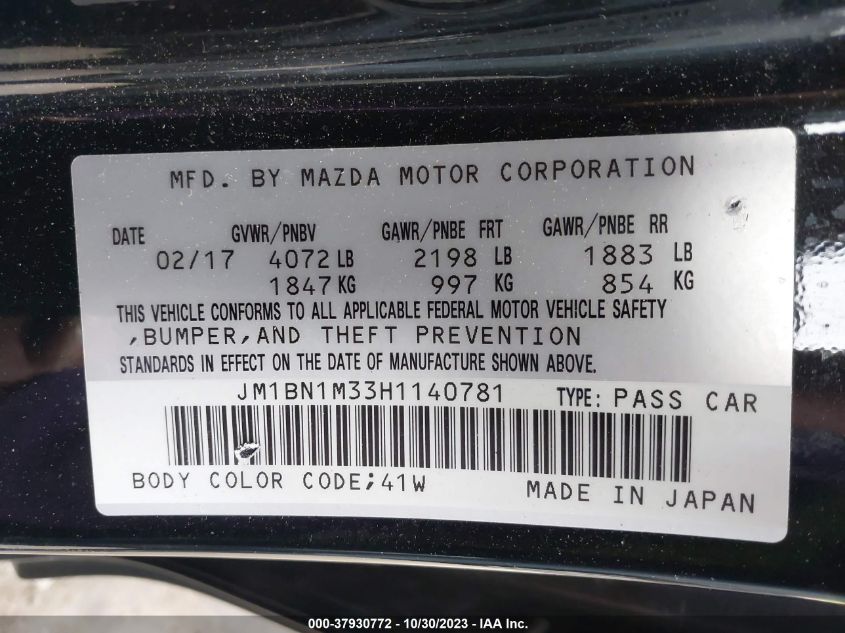 MFD. BY MAZDA MOTOR CORPORATION
DATE GVWR/PNBV GAWR/PNBE FRT GAWR/PNBE RR
02/17 4072 LB 2198 LB 1883 LB
1847 KG 997 KG 854 KG
THIS VEHICLE CONFORMS TO ALL APPLICABLE FEDERAL MOTOR VEHICLE SAFETY
,BUMPER,AND THEFT PREVENTION
STANDARDS IN EFFECT ON THE DATE OF MANUFACTURE SHOWN ABOVE.
JM1BN1M33H1140781 TYPE: PASS CAR
BODY COLOR CODE;41W MADE IN JAPAN
000-37930772 - 10/30/2023 - IAA Inc.